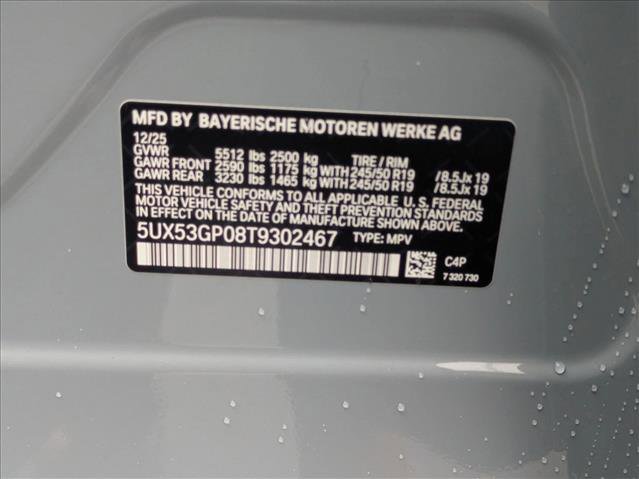 MFD BY BAYERISCHE MOTOREN WERKE AG
12/25
GVWR 5512 lbs 2500 kg TIRE / RIM
GAWR FRONT 2590 lbs 1175 kg WITH 245/50 R19 /8.5Jx 19
GAWR REAR 3230 lbs 1465 kg WITH 245/50 R19 /8.5Jx 19
THIS VEHICLE CONFORMS TO ALL APPLICABLE U. S. FEDERAL
MOTOR VEHICLE SAFETY, BUMPER, AND THEFT PREVENTION
STANDARDS IN EFFECT ON THE DATE OF MANUFACTURE SHOWN ABOVE.
5UX53GP08T9302467 TYPE: MPV
C4P
7 320 730